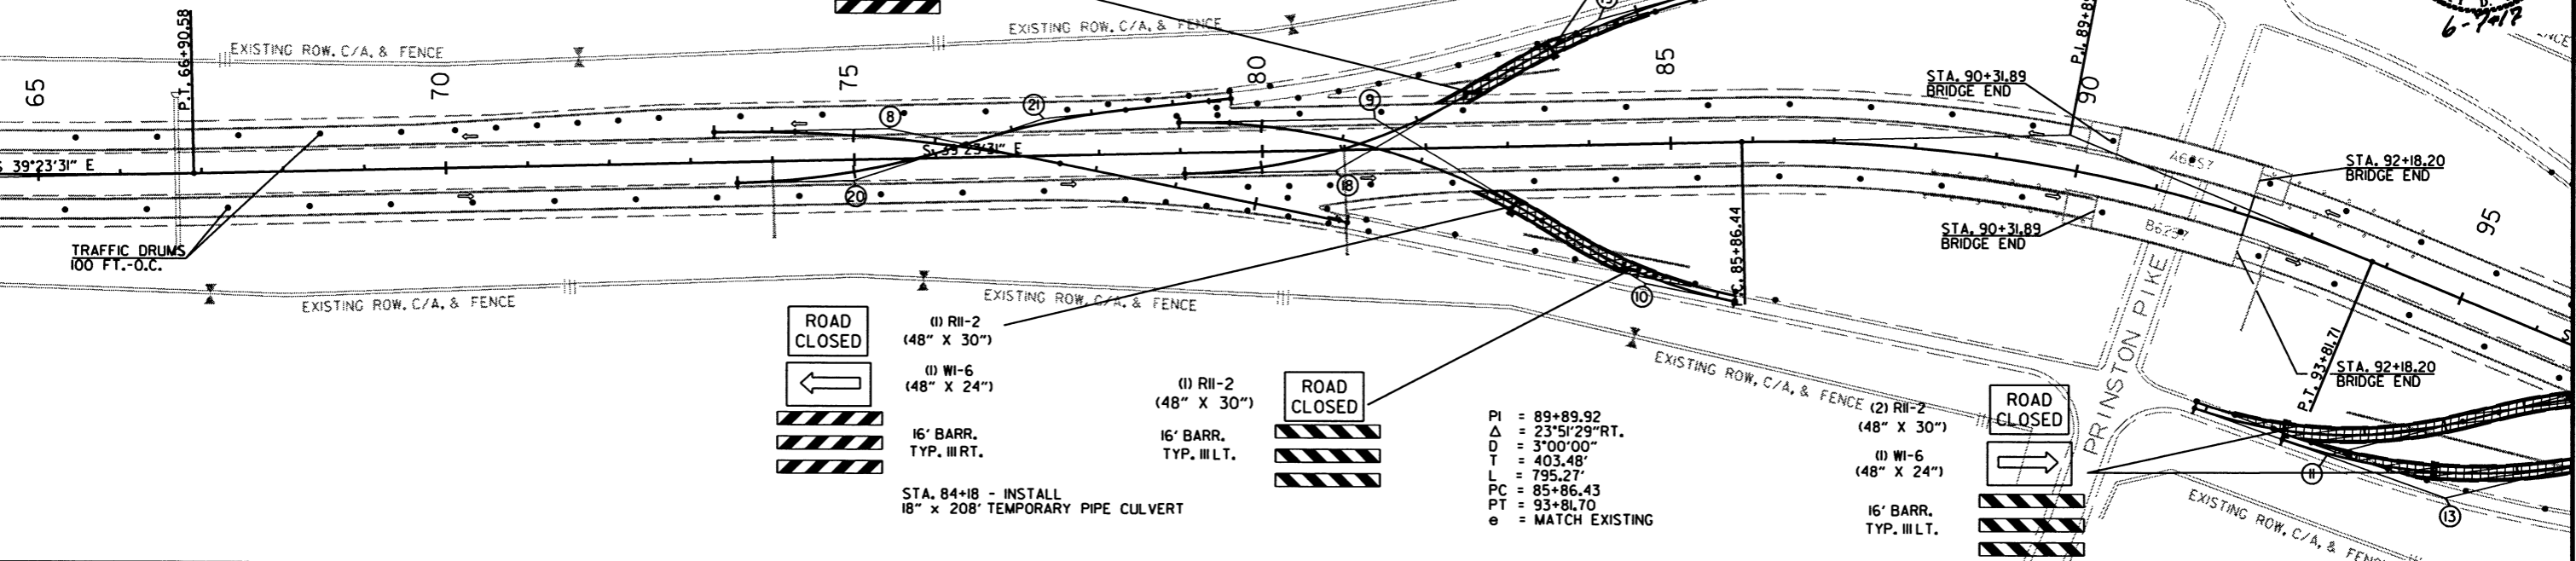 EXISTING ROW, C/A, & FENCE
EXISTING ROW, C/A, & FENCE
6-7-17
P.T. 66+90.58
65
70
75
80
85
90
95
S 39°23'31" E
S 39°23'31" E
8
21
9
20
18
10
11
13
TRAFFIC DRUMS
100 FT.-O.C.
STA. 90+31.89
BRIDGE END
STA. 90+31.89
BRIDGE END
STA. 92+18.20
BRIDGE END
STA. 92+18.20
BRIDGE END
P.C. 85+86.44
P.T. 93+81.71
PRINSTON PIKE
EXISTING ROW, C/A, & FENCE
EXISTING ROW, C/A, & FENCE
EXISTING ROW, C/A, & FENCE
EXISTING ROW, C/A, & FENCE
ROAD
CLOSED
(1) R11-2
(48" X 30")
(1) W1-6
(48" X 24")
16' BARR.
TYP. III RT.
STA. 84+18 - INSTALL
18" x 208' TEMPORARY PIPE CULVERT
(1) R11-2
(48" X 30")
ROAD
CLOSED
16' BARR.
TYP. III LT.
PI = 89+89.92
Δ = 23°51'29"RT.
D = 3°00'00"
T = 403.48'
L = 795.27'
PC = 85+86.43
PT = 93+81.70
e = MATCH EXISTING
(2) R11-2
(48" X 30")
ROAD
CLOSED
(1) W1-6
(48" X 24")
16' BARR.
TYP. III LT.